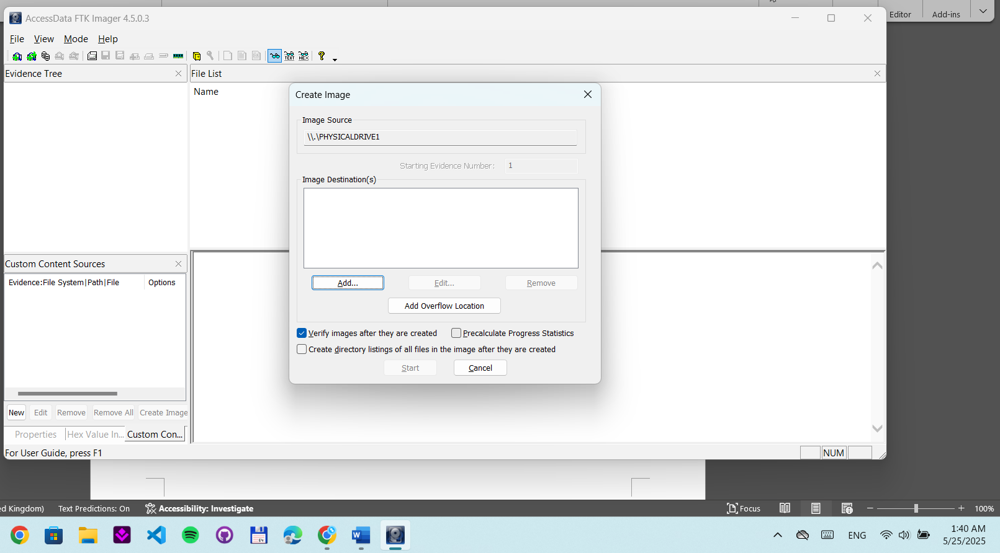 Editor
Add-ins
AccessData FTK Imager 4.5.0.3
File View Mode Help
TEXT HEX
Evidence Tree
File List
Name
Create Image
Image Source
\\.\PHYSICALDRIVE1
Starting Evidence Number: 1
Image Destination(s)
Add... Edit... Remove
Add Overflow Location
Verify images after they are created
Precalculate Progress Statistics
Create directory listings of all files in the image after they are created
Start Cancel
Custom Content Sources
Evidence:File System|Path|File Options
New Edit Remove Remove All Create Image
Properties Hex Value In... Custom Con...
For User Guide, press F1
NUM
ed Kingdom) Text Predictions: On Accessibility: Investigate
Focus
100%
64
W
ENG
1:40 AM
5/25/2025